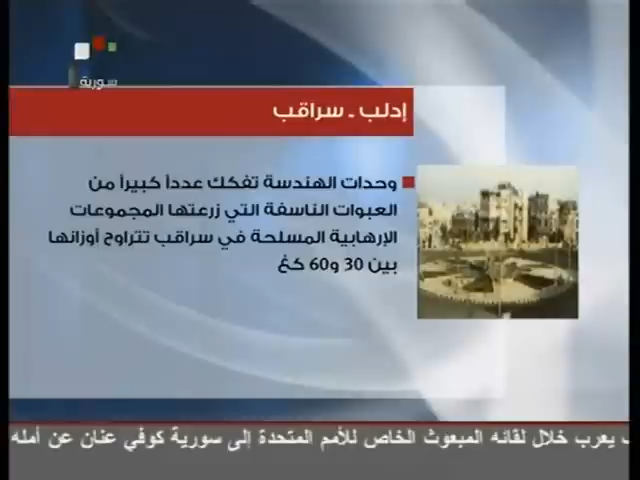 سورية
إدلب - سراقب
وحدات الهندسة تفكك عدداً كبيراً من
العبوات الناسفة التي زرعتها المجموعات
الإرهابية المسلحة في سراقب تتراوح أوزانها
بين 30 و60 كغ
يعرب خلال لقائه المبعوث الخاص للأمم المتحدة إلى سورية كوفي عنان عن أمله